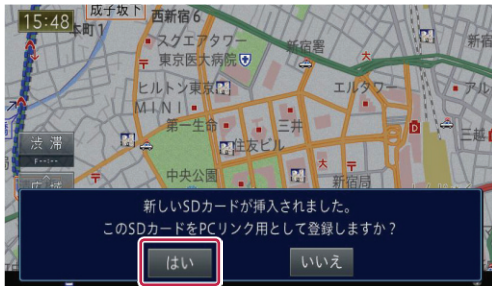 15:48
成子坂下
西新宿6
本町1
スクエアタワー
新宿署
東京医大病院
ヒルトン東京
エルタワー
MINI
第一生命
三井
住友ビル
三越
渋滞
中央公園
新宿局
広域
新しいSDカードが挿入されました。
このSDカードをPCリンク用として登録しますか？
はい
いいえ